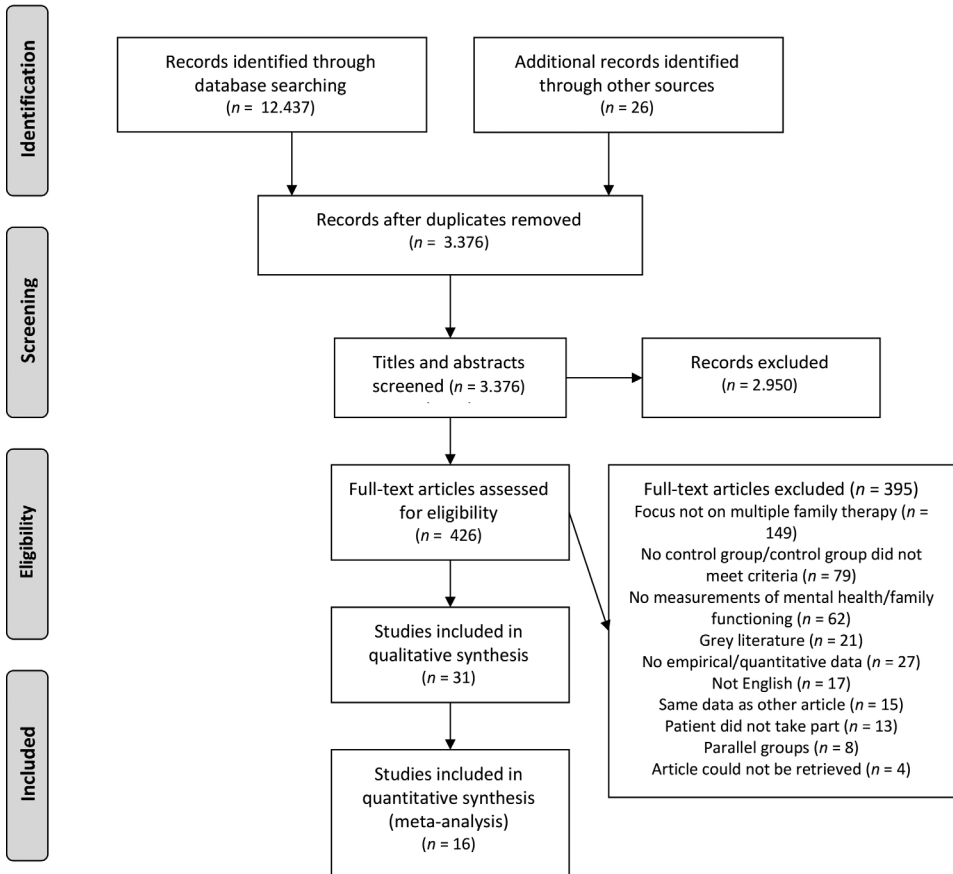 Identification
Records identified through
database searching
(n = 12.437)
Additional records identified
through other sources
(n = 26)
Records after duplicates removed
(n = 3.376)
Screening
Titles and abstracts
screened (n = 3.376)
Records excluded
(n = 2.950)
Eligibility
Full-text articles assessed
for eligibility
(n = 426)
Full-text articles excluded (n = 395)
Focus not on multiple family therapy (n =
149)
No control group/control group did not
meet criteria (n = 79)
No measurements of mental health/family
functioning (n = 62)
Grey literature (n = 21)
No empirical/quantitative data (n = 27)
Not English (n = 17)
Same data as other article (n = 15)
Patient did not take part (n = 13)
Parallel groups (n = 8)
Article could not be retrieved (n = 4)
Studies included in
qualitative synthesis
(n = 31)
Included
Studies included in
quantitative synthesis
(meta-analysis)
(n = 16)